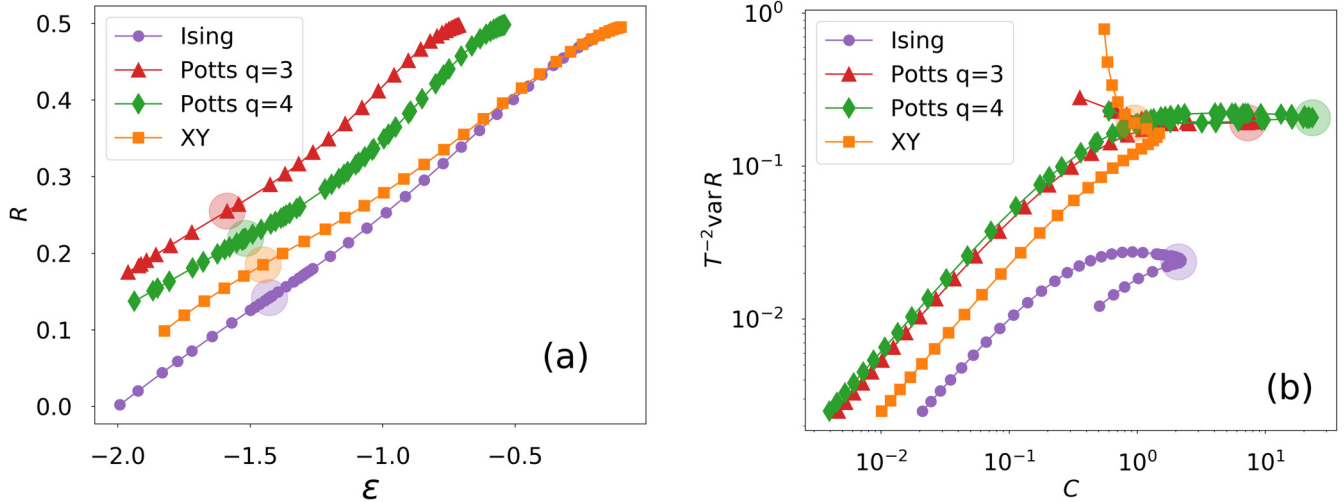 0.5
0.4
0.3
0.2
0.1
0.0
R
−2.0 −1.5 −1.0 −0.5
ε
Ising
Potts q=3
Potts q=4
XY
(a)
10⁰
10⁻¹
10⁻²
T⁻²var R
10⁻² 10⁻¹ 10⁰ 10¹
C
Ising
Potts q=3
Potts q=4
XY
(b)